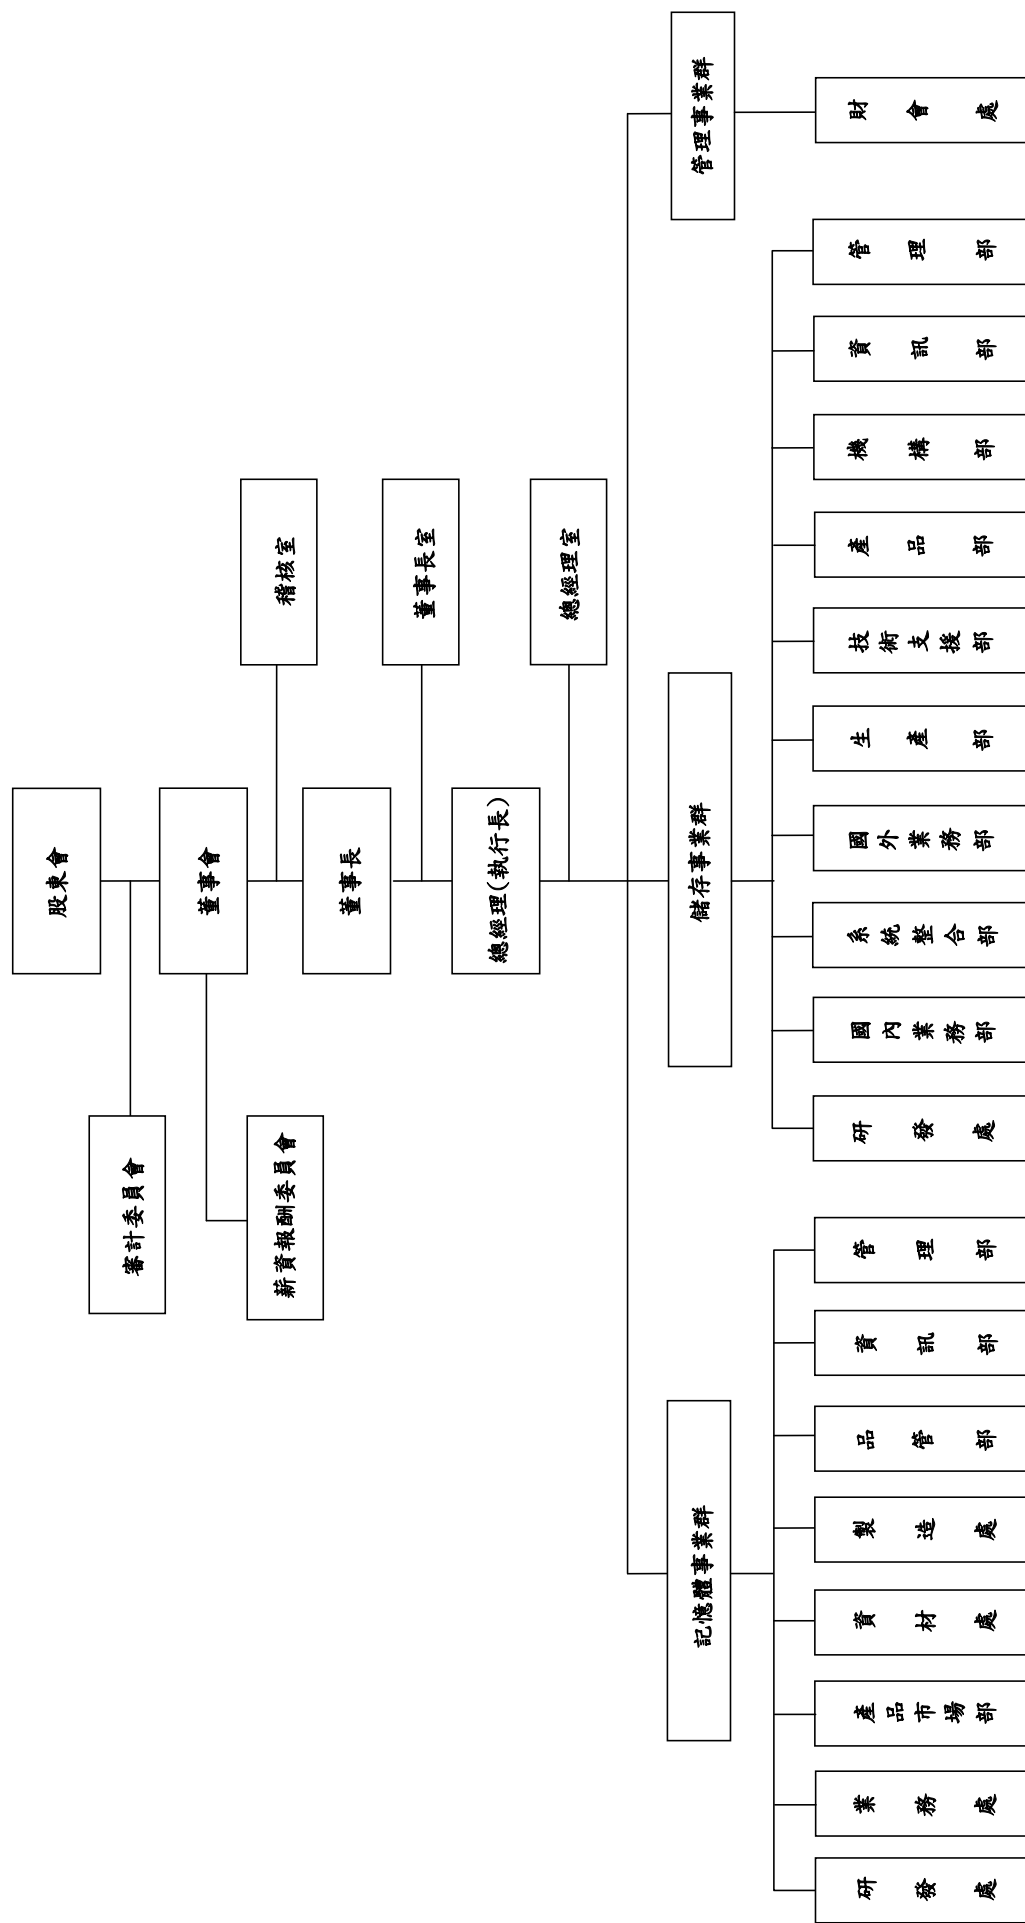 股東會
審計委員會
董事會
薪資報酬委員會
稽核室
董事長
董事長室
總經理(執行長)
總經理室
記憶體事業群
儲存事業群
管理事業群
研發處
業務處
產品市場部
資材處
製造處
品管部
資訊部
管理部
研發處
國內業務部
系統整合部
國外業務部
生產部
技術支援部
產品部
機構部
資訊部
管理部
財會處